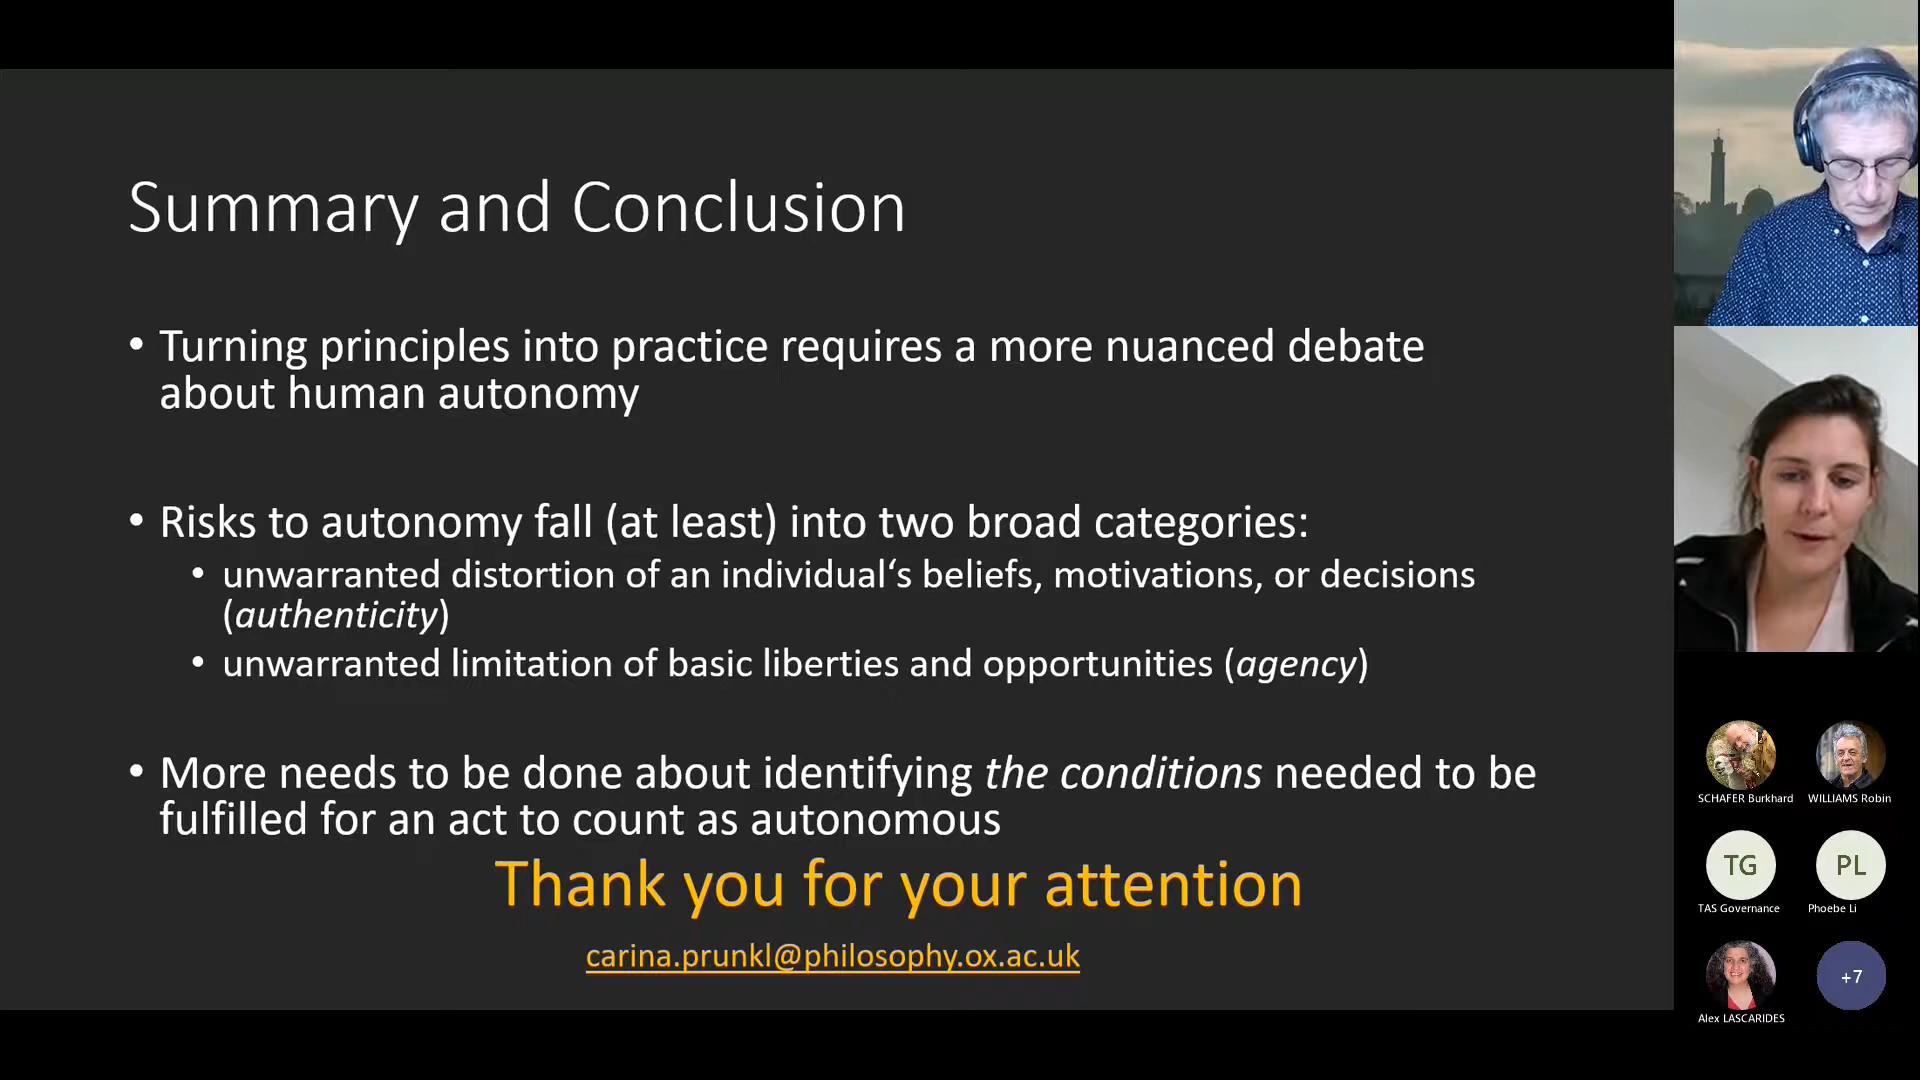 Summary and Conclusion
• Turning principles into practice requires a more nuanced debate
about human autonomy
• Risks to autonomy fall (at least) into two broad categories:
• unwarranted distortion of an individual‘s beliefs, motivations, or decisions
(authenticity)
• unwarranted limitation of basic liberties and opportunities (agency)
• More needs to be done about identifying the conditions needed to be
fulfilled for an act to count as autonomous
Thank you for your attention
carina.prunkl@philosophy.ox.ac.uk
SCHAFER Burkhard
WILLIAMS Robin
TG
PL
TAS Governance
Phoebe Li
+7
Alex LASCARIDES